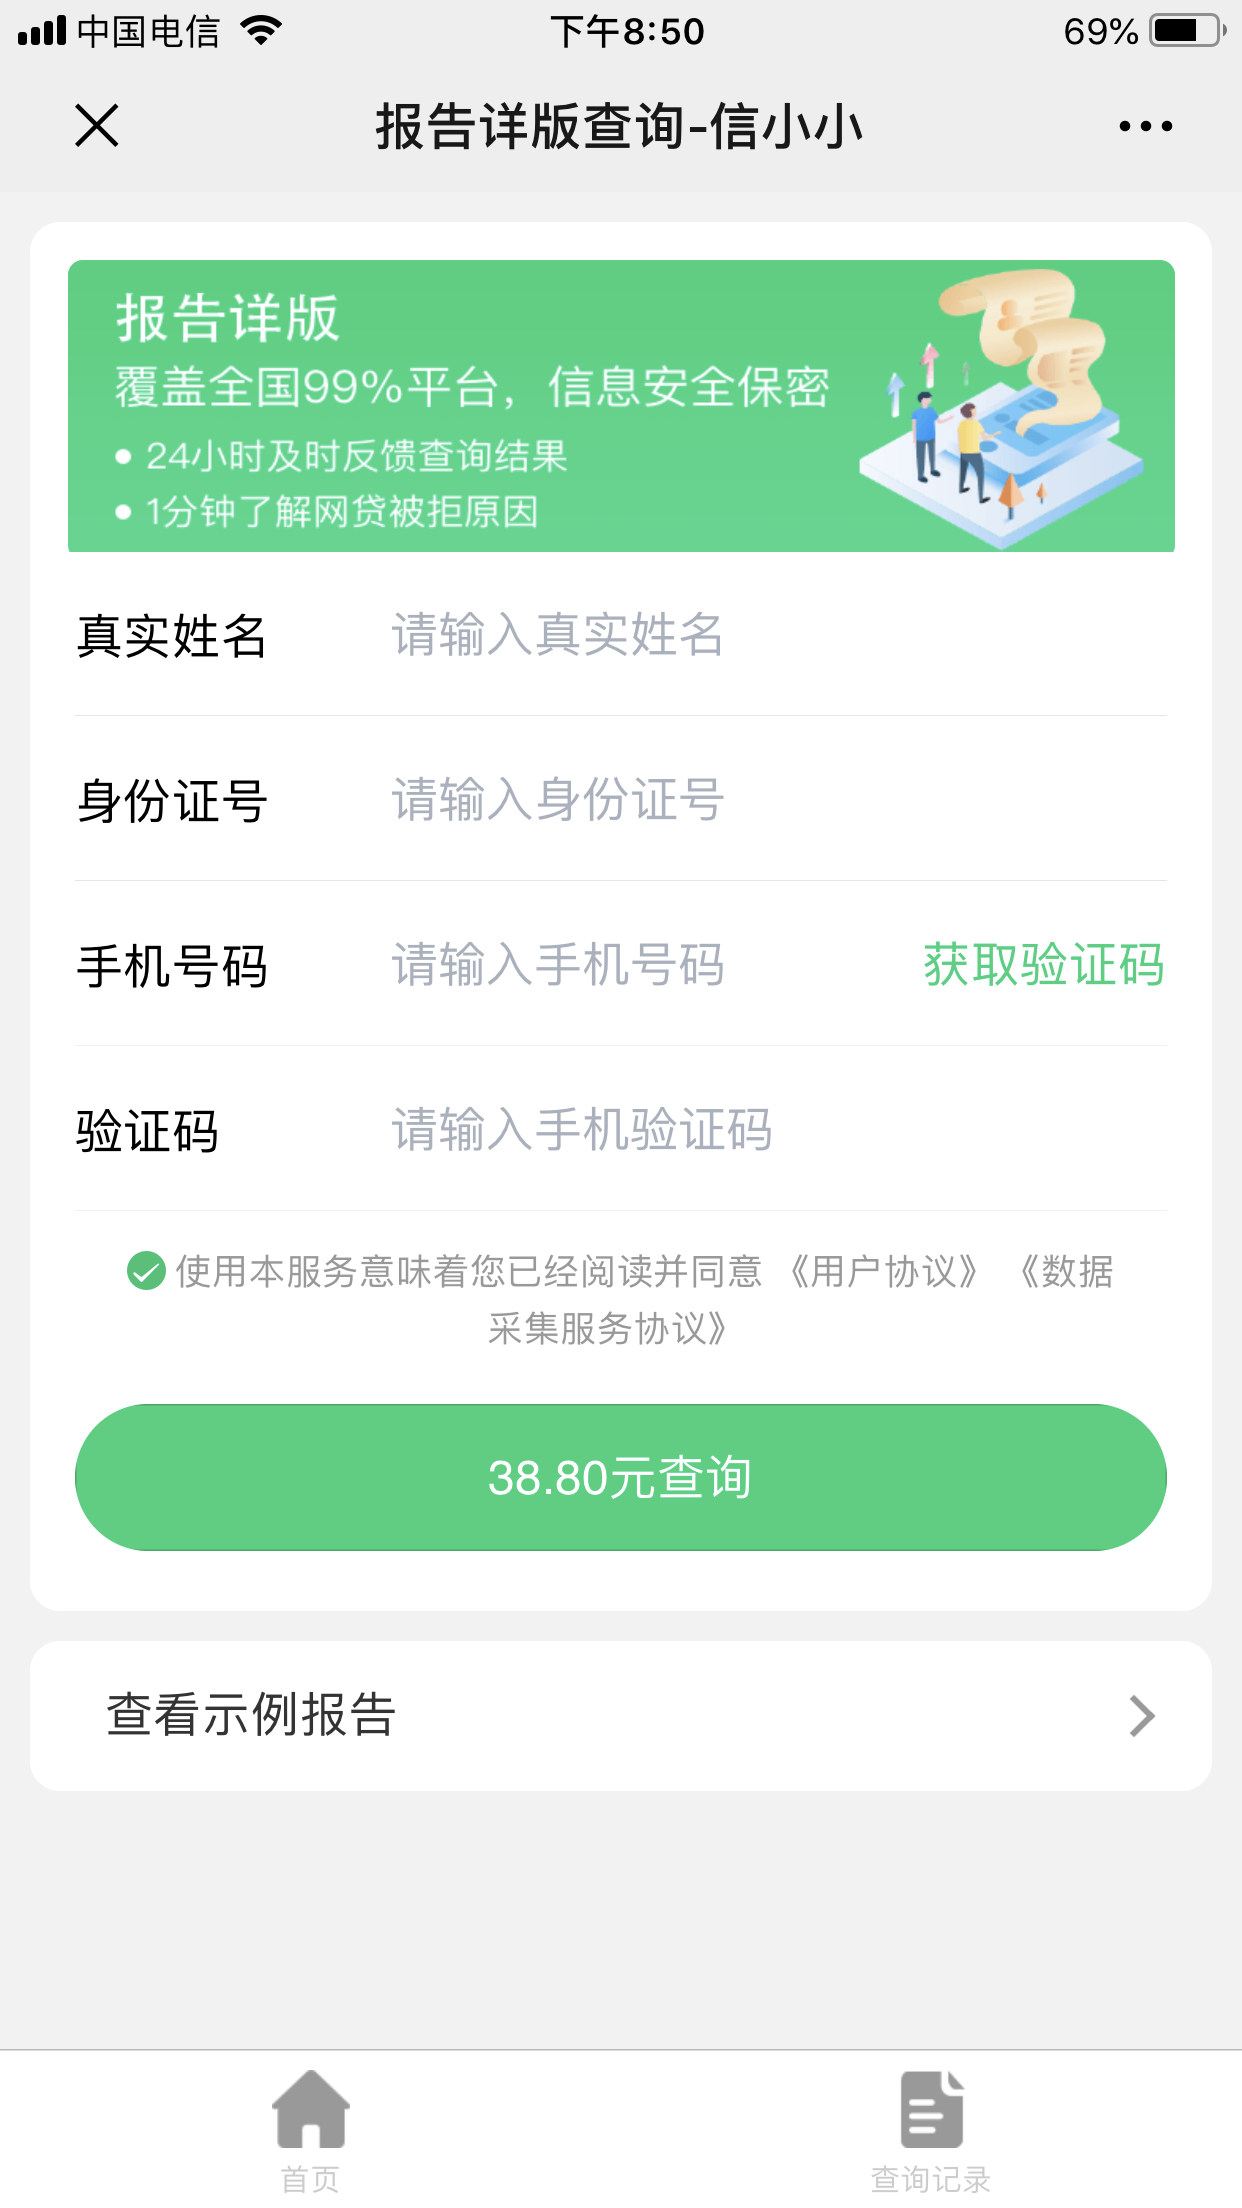 中国电信 下午8:50 69%
报告详版查询-信小小
报告详版
覆盖全国99%平台，信息安全保密
24小时及时反馈查询结果
1分钟了解网贷被拒原因
真实姓名 请输入真实姓名
身份证号 请输入身份证号
手机号码 请输入手机号码 获取验证码
验证码 请输入手机验证码
使用本服务意味着您已经阅读并同意 《用户协议》 《数据
采集服务协议》
38.80元查询
查看示例报告
首页 查询记录